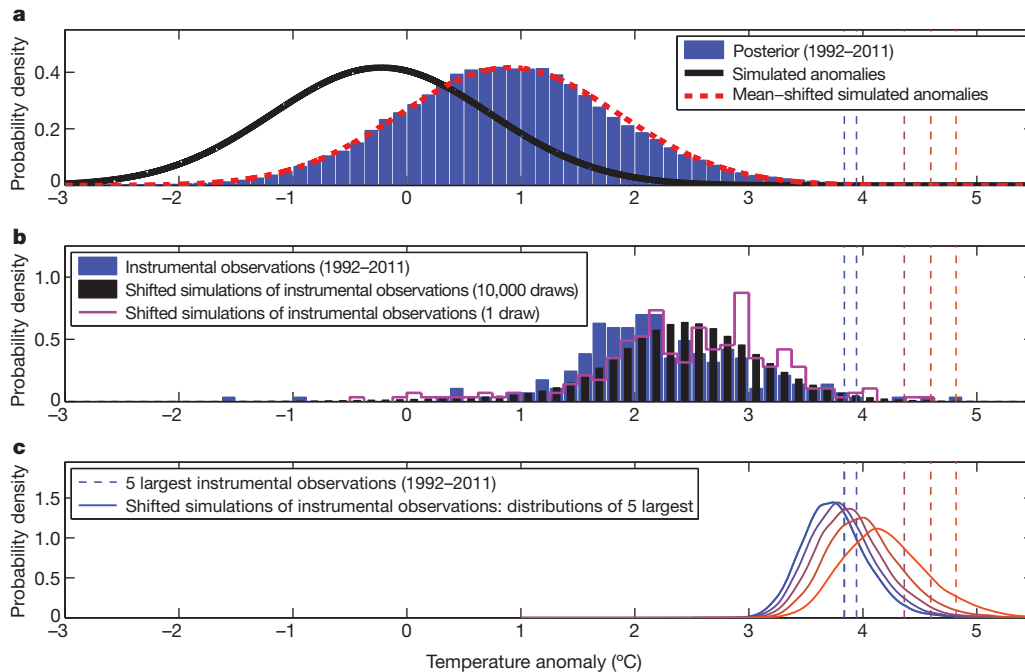 a
Probability density
0.4
0.2
0
Posterior (1992–2011)
Simulated anomalies
Mean−shifted simulated anomalies
−3 −2 −1 0 1 2 3 4 5
b
Probability density
1.0
0.5
0
Instrumental observations (1992–2011)
Shifted simulations of instrumental observations (10,000 draws)
Shifted simulations of instrumental observations (1 draw)
−3 −2 −1 0 1 2 3 4 5
c
Probability density
1.5
1.0
0.5
0
5 largest instrumental observations (1992–2011)
Shifted simulations of instrumental observations: distributions of 5 largest
−3 −2 −1 0 1 2 3 4 5
Temperature anomaly (ºC)